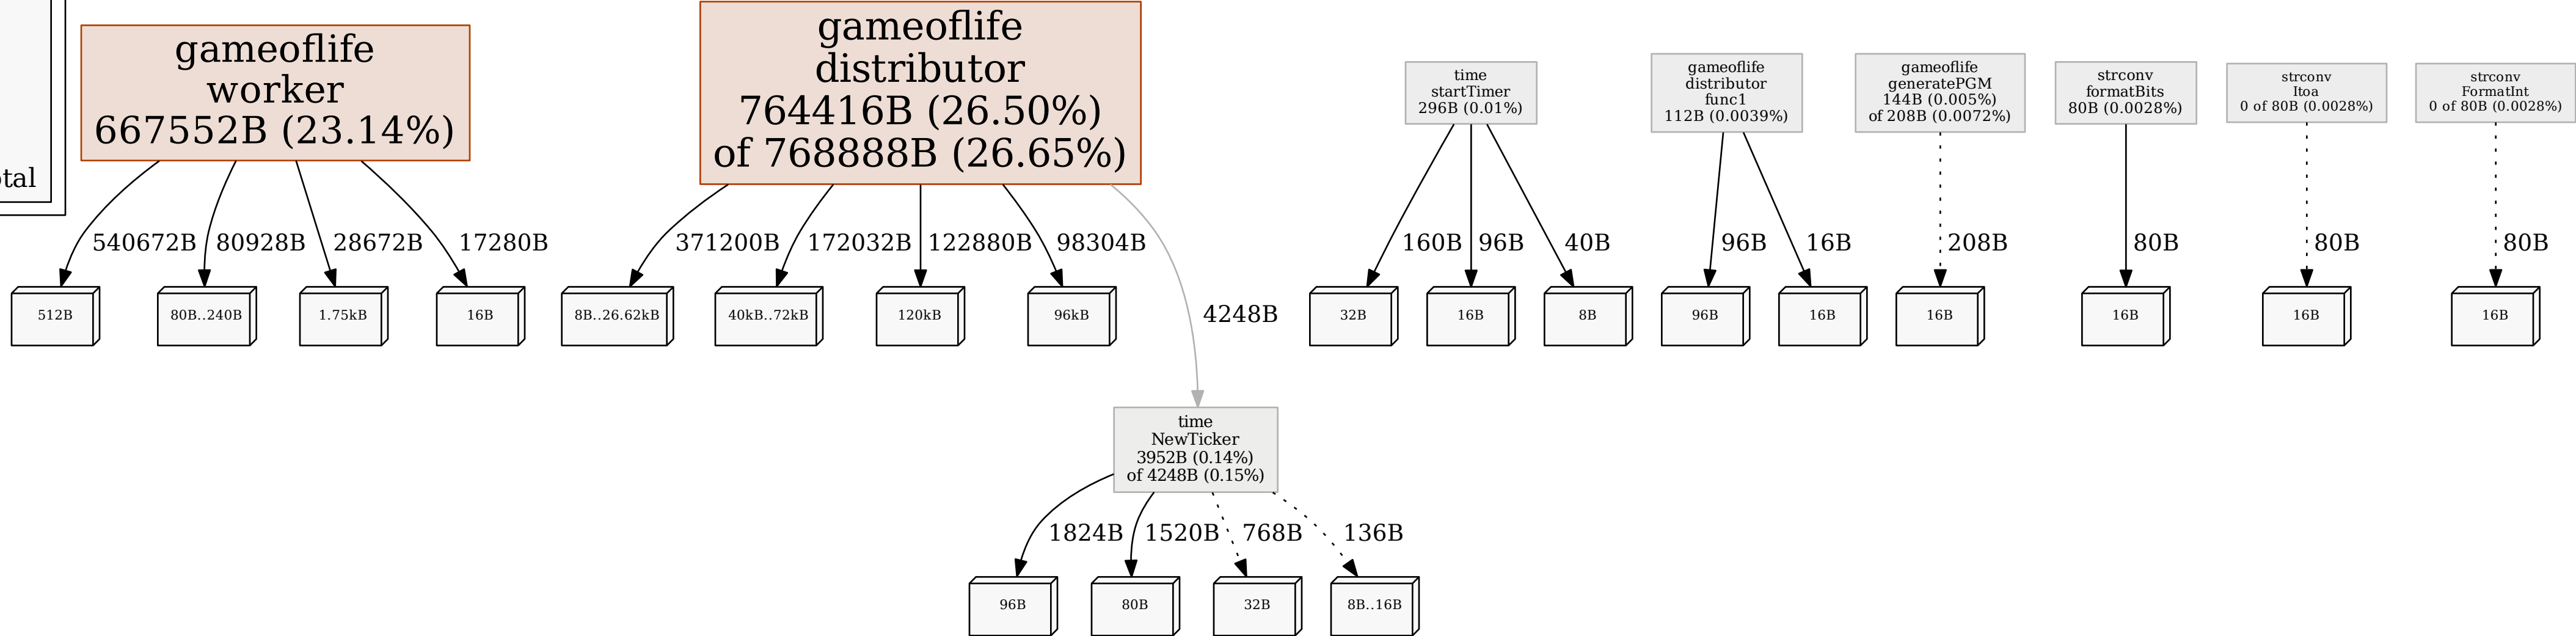 otal
gameoflife
worker
667552B (23.14%)
gameoflife
distributor
764416B (26.50%)
of 768888B (26.65%)
time
startTimer
296B (0.01%)
gameoflife
distributor
func1
112B (0.0039%)
gameoflife
generatePGM
144B (0.005%)
of 208B (0.0072%)
strconv
formatBits
80B (0.0028%)
strconv
Itoa
0 of 80B (0.0028%)
strconv
FormatInt
0 of 80B (0.0028%)
540672B
80928B
28672B
17280B
371200B
172032B
122880B
98304B
4248B
160B
96B
40B
96B
16B
208B
80B
80B
80B
512B
80B..240B
1.75kB
16B
8B..26.62kB
40kB..72kB
120kB
96kB
32B
16B
8B
96B
16B
16B
16B
16B
16B
time
NewTicker
3952B (0.14%)
of 4248B (0.15%)
1824B
1520B
768B
136B
96B
80B
32B
8B..16B